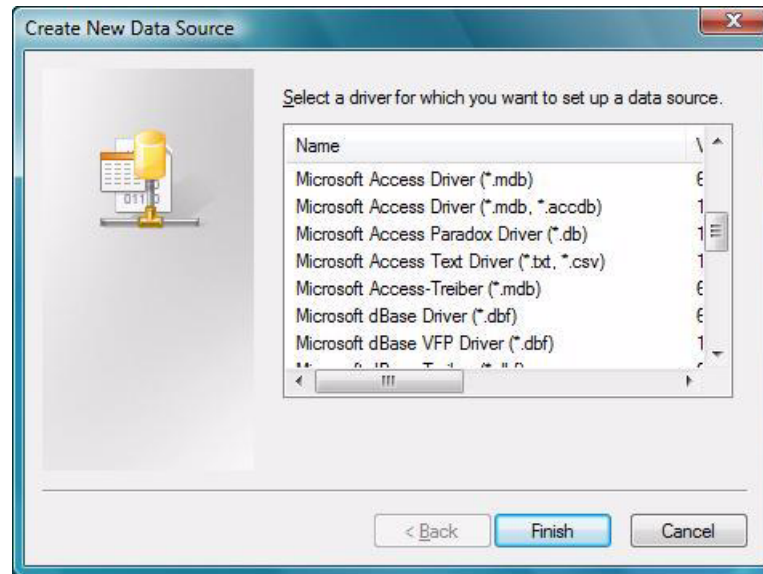 Create New Data Source
Select a driver for which you want to set up a data source.
Name
Microsoft Access Driver (*.mdb)
Microsoft Access Driver (*.mdb, *.accdb)
Microsoft Access Paradox Driver (*.db)
Microsoft Access Text Driver (*.txt, *.csv)
Microsoft Access-Treiber (*.mdb)
Microsoft dBase Driver (*.dbf)
Microsoft dBase VFP Driver (*.dbf)
< Back Finish Cancel